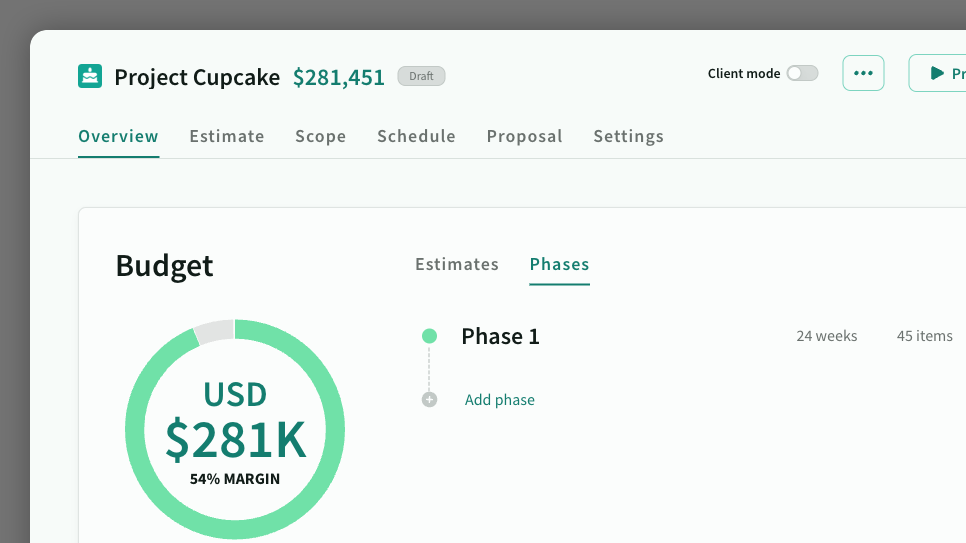 Project Cupcake $281,451 Draft
Client mode
Overview Estimate Scope Schedule Proposal Settings
Budget
Estimates Phases
Phase 1 24 weeks 45 items
Add phase
USD
$281K
54% MARGIN